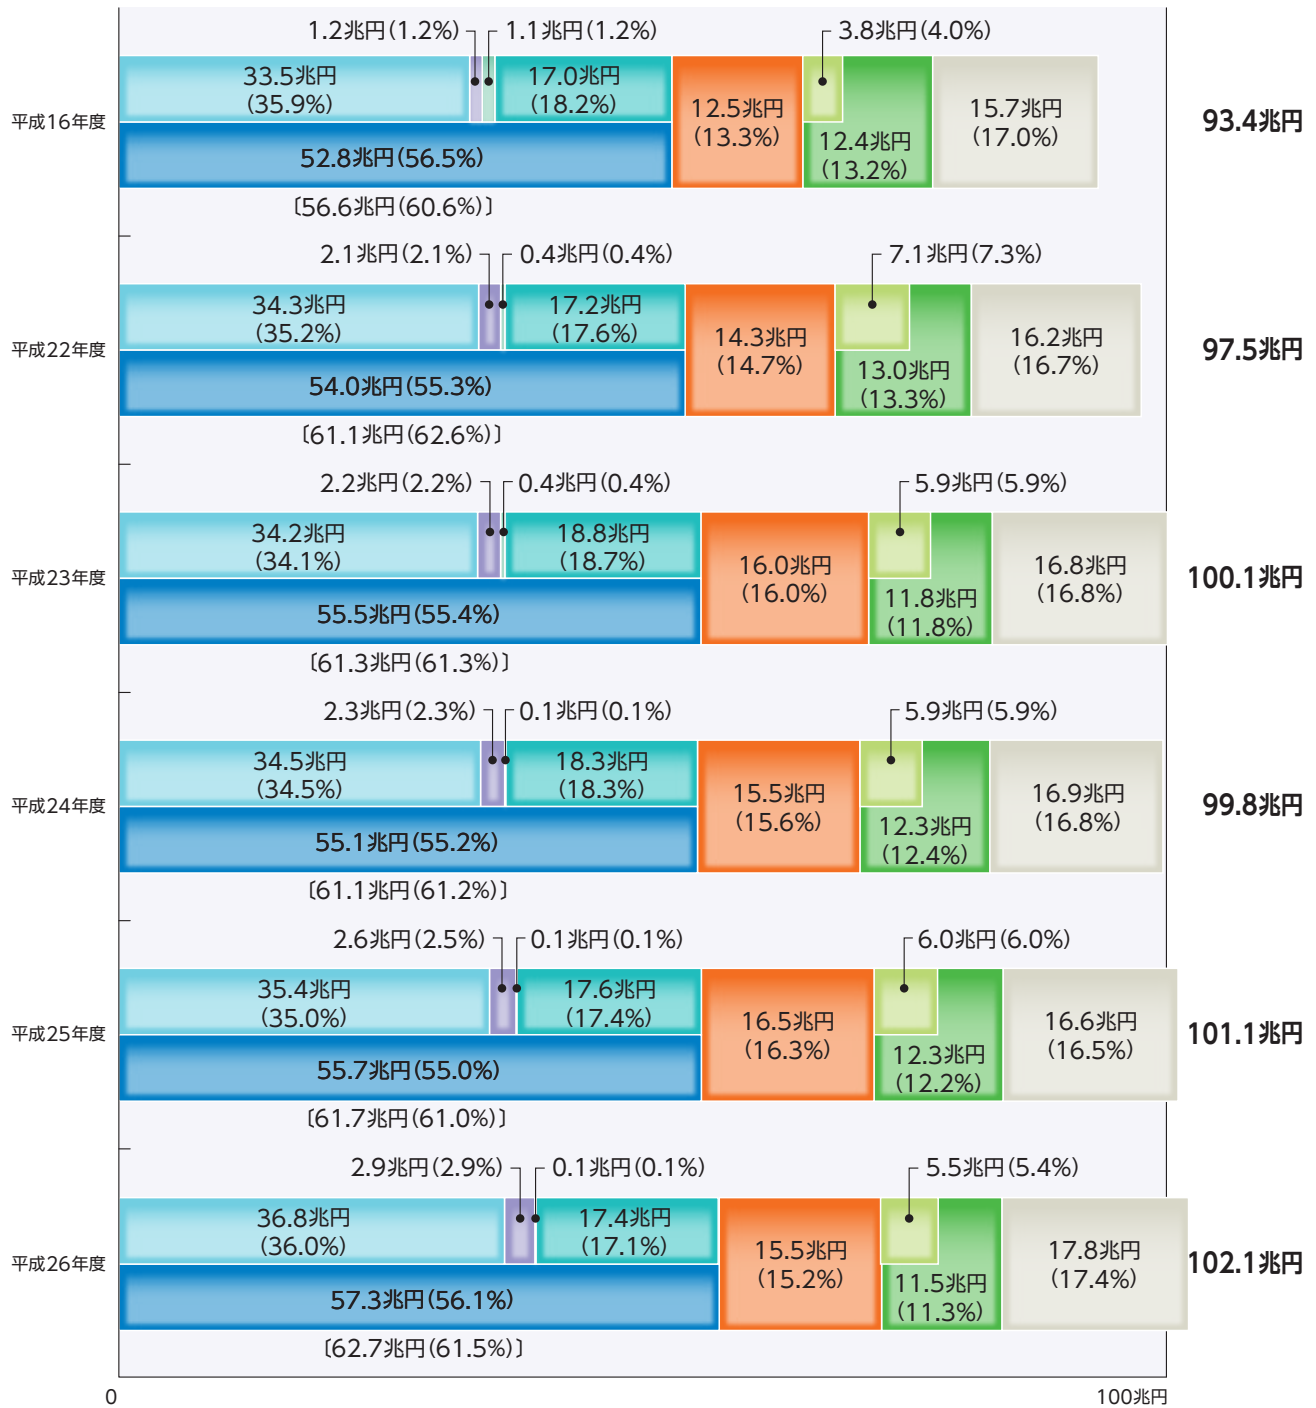 1.2兆円(1.2%) 1.1兆円(1.2%) 3.8兆円(4.0%)
33.5兆円
(35.9%)
17.0兆円
(18.2%)
12.5兆円
(13.3%)
12.4兆円
(13.2%)
15.7兆円
(17.0%)
平成16年度
93.4兆円
52.8兆円(56.5%)
〔56.6兆円(60.6%)〕
2.1兆円(2.1%) 0.4兆円(0.4%) 7.1兆円(7.3%)
34.3兆円
(35.2%)
17.2兆円
(17.6%)
14.3兆円
(14.7%)
13.0兆円
(13.3%)
16.2兆円
(16.7%)
平成22年度
97.5兆円
54.0兆円(55.3%)
〔61.1兆円(62.6%)〕
2.2兆円(2.2%) 0.4兆円(0.4%) 5.9兆円(5.9%)
34.2兆円
(34.1%)
18.8兆円
(18.7%)
16.0兆円
(16.0%)
11.8兆円
(11.8%)
16.8兆円
(16.8%)
平成23年度
100.1兆円
55.5兆円(55.4%)
〔61.3兆円(61.3%)〕
2.3兆円(2.3%) 0.1兆円(0.1%) 5.9兆円(5.9%)
34.5兆円
(34.5%)
18.3兆円
(18.3%)
15.5兆円
(15.6%)
12.3兆円
(12.4%)
16.9兆円
(16.8%)
平成24年度
99.8兆円
55.1兆円(55.2%)
〔61.1兆円(61.2%)〕
2.6兆円(2.5%) 0.1兆円(0.1%) 6.0兆円(6.0%)
35.4兆円
(35.0%)
17.6兆円
(17.4%)
16.5兆円
(16.3%)
12.3兆円
(12.2%)
16.6兆円
(16.5%)
平成25年度
101.1兆円
55.7兆円(55.0%)
〔61.7兆円(61.0%)〕
2.9兆円(2.9%) 0.1兆円(0.1%) 5.5兆円(5.4%)
36.8兆円
(36.0%)
17.4兆円
(17.1%)
15.5兆円
(15.2%)
11.5兆円
(11.3%)
17.8兆円
(17.4%)
平成26年度
102.1兆円
57.3兆円(56.1%)
〔62.7兆円(61.5%)〕
0 100兆円